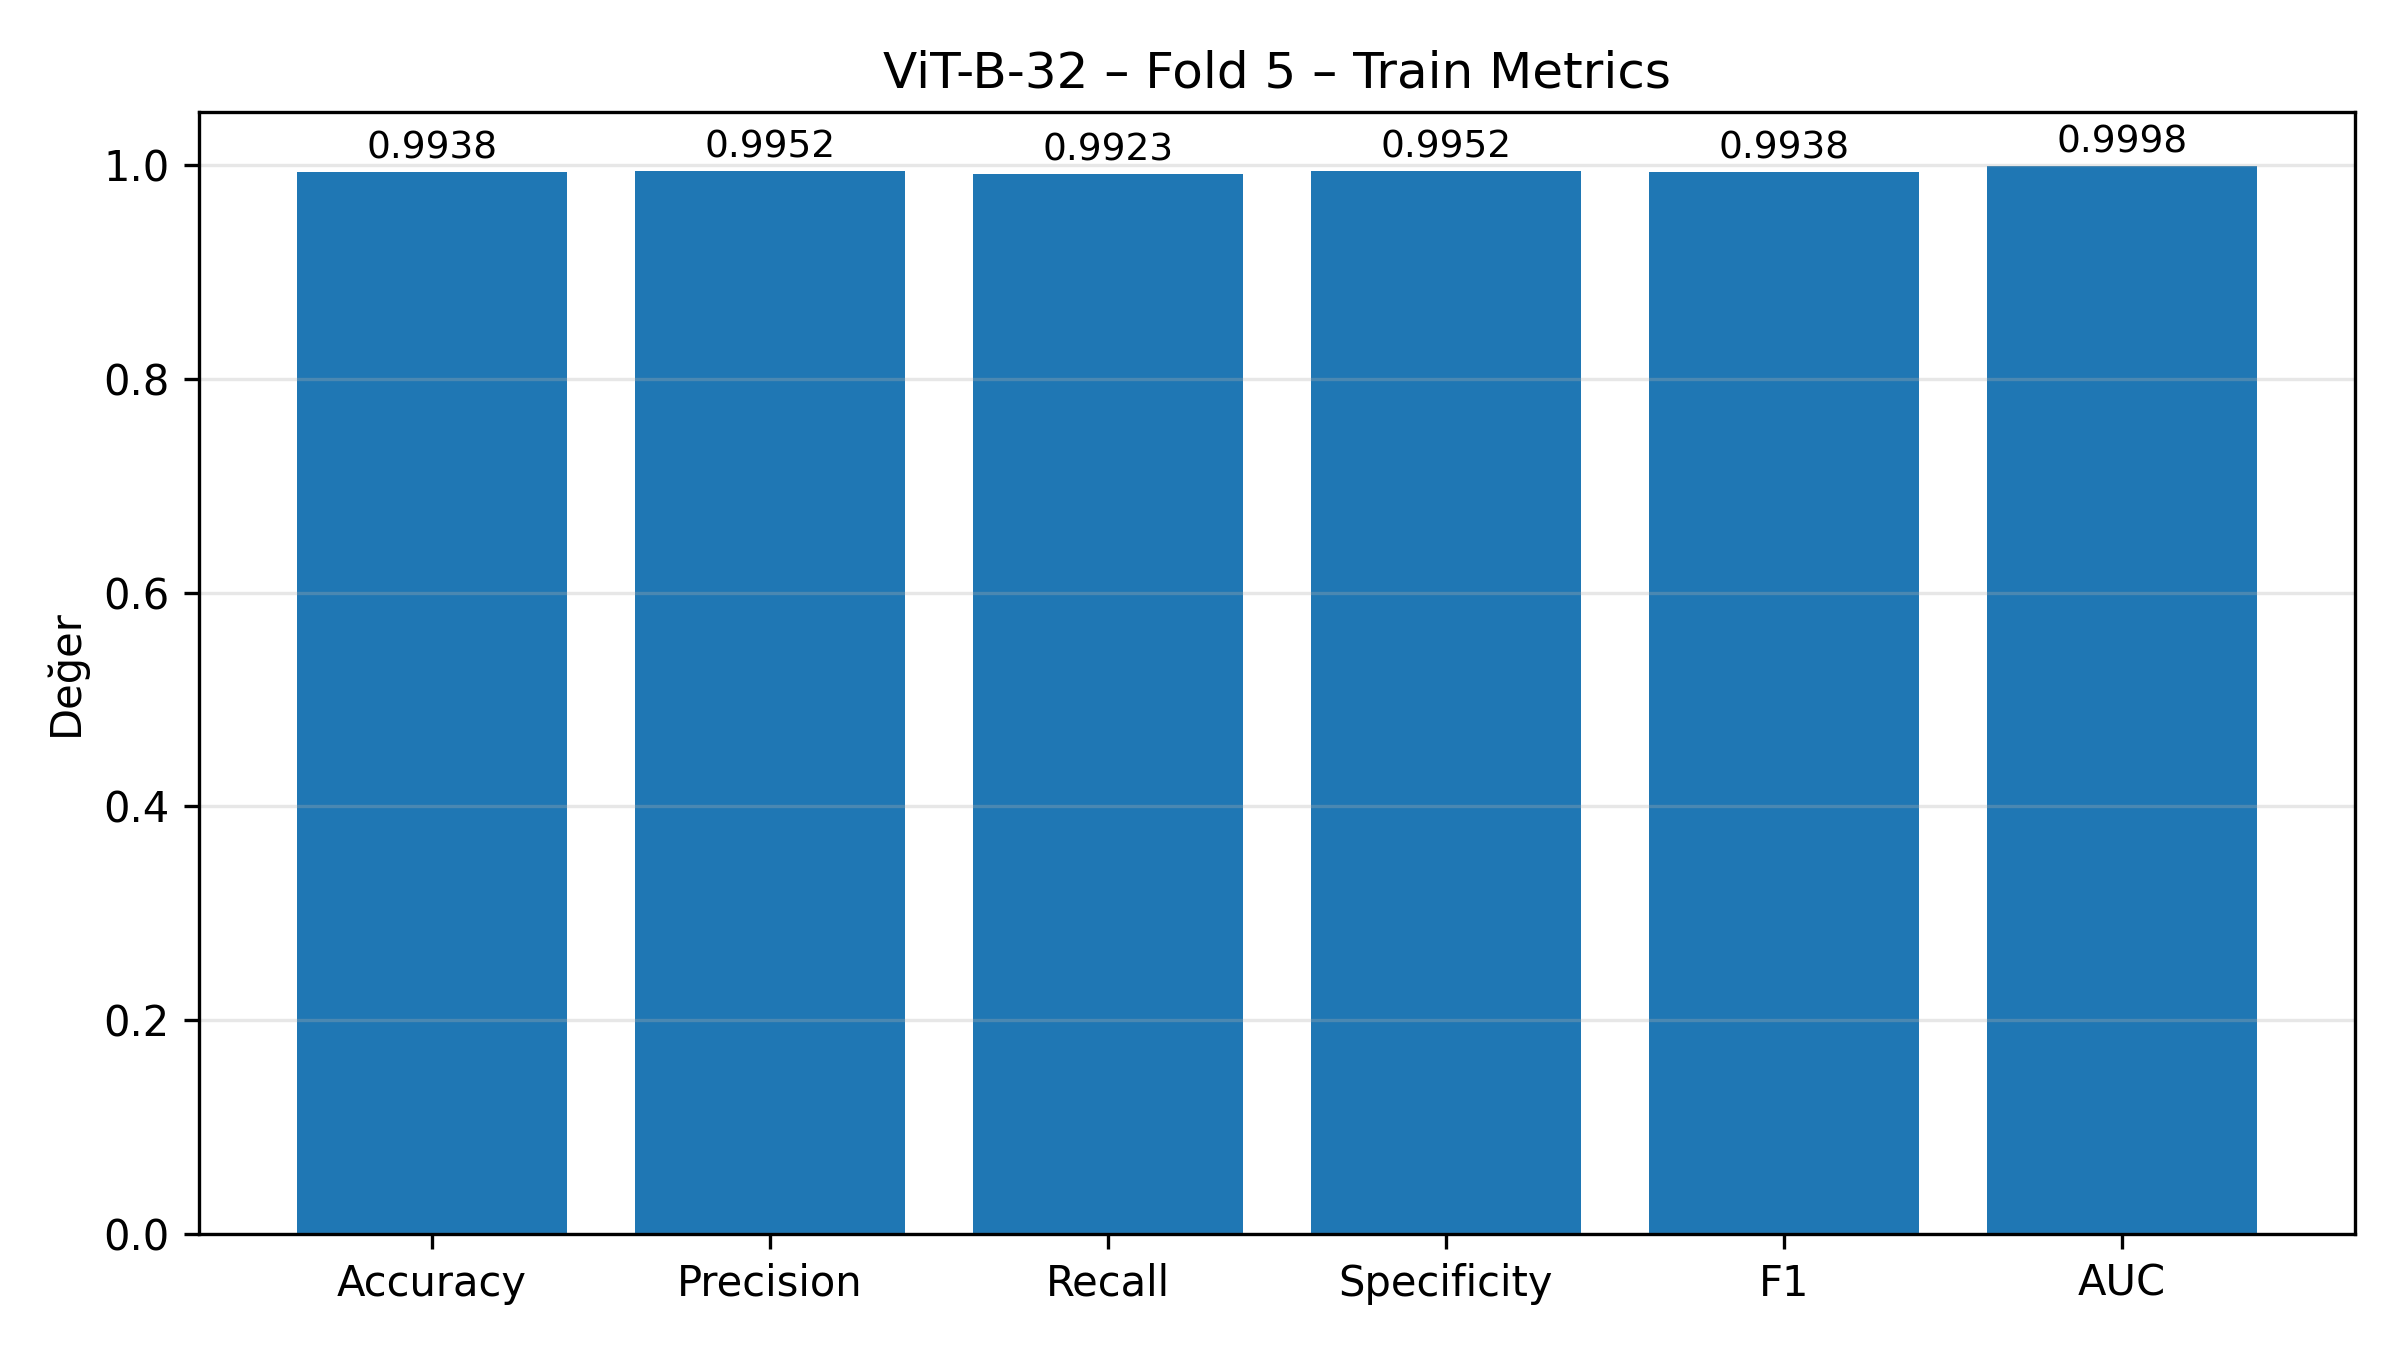 ViT-B-32 – Fold 5 – Train Metrics
0.9938 0.9952 0.9923 0.9952 0.9938 0.9998
1.0
0.8
0.6
0.4
0.2
0.0
Değer
Accuracy Precision Recall Specificity F1 AUC